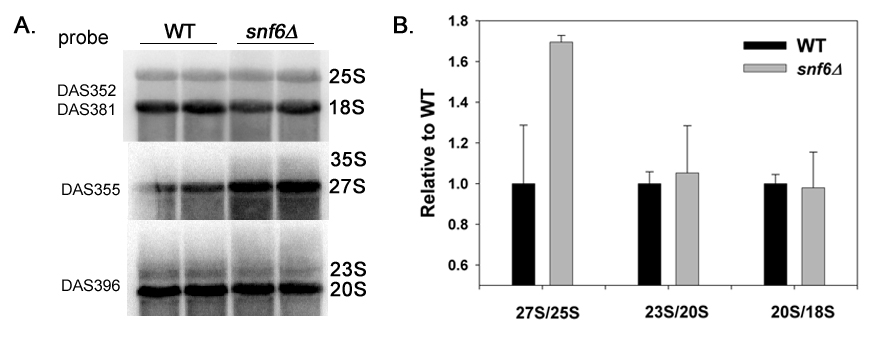 A.
probe
WT snf6Δ
DAS352
DAS381
25S
18S
DAS355
35S
27S
DAS396
23S
20S
B.
Relative to WT
1.8
1.6
1.4
1.2
1.0
0.8
0.6
WT
snf6Δ
27S/25S 23S/20S 20S/18S